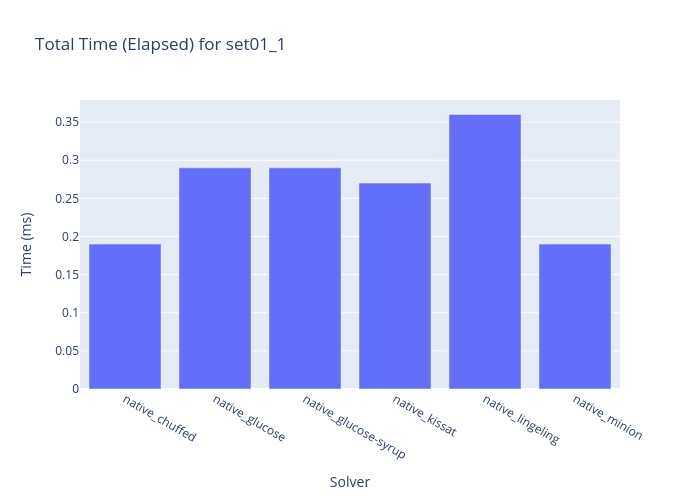 Total Time (Elapsed) for set01_1
Time (ms)
0.35
0.3
0.25
0.2
0.15
0.1
0.05
0
native_chuffed
native_glucose
native_glucose-syrup
native_kissat
native_lingeling
native_minion
Solver